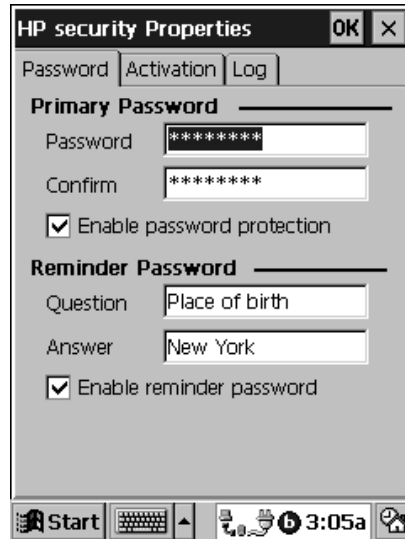 HP security Properties OK ×
Password Activation Log
Primary Password
Password ********
Confirm ********
Enable password protection
Reminder Password
Question Place of birth
Answer New York
Enable reminder password
Start 3:05a